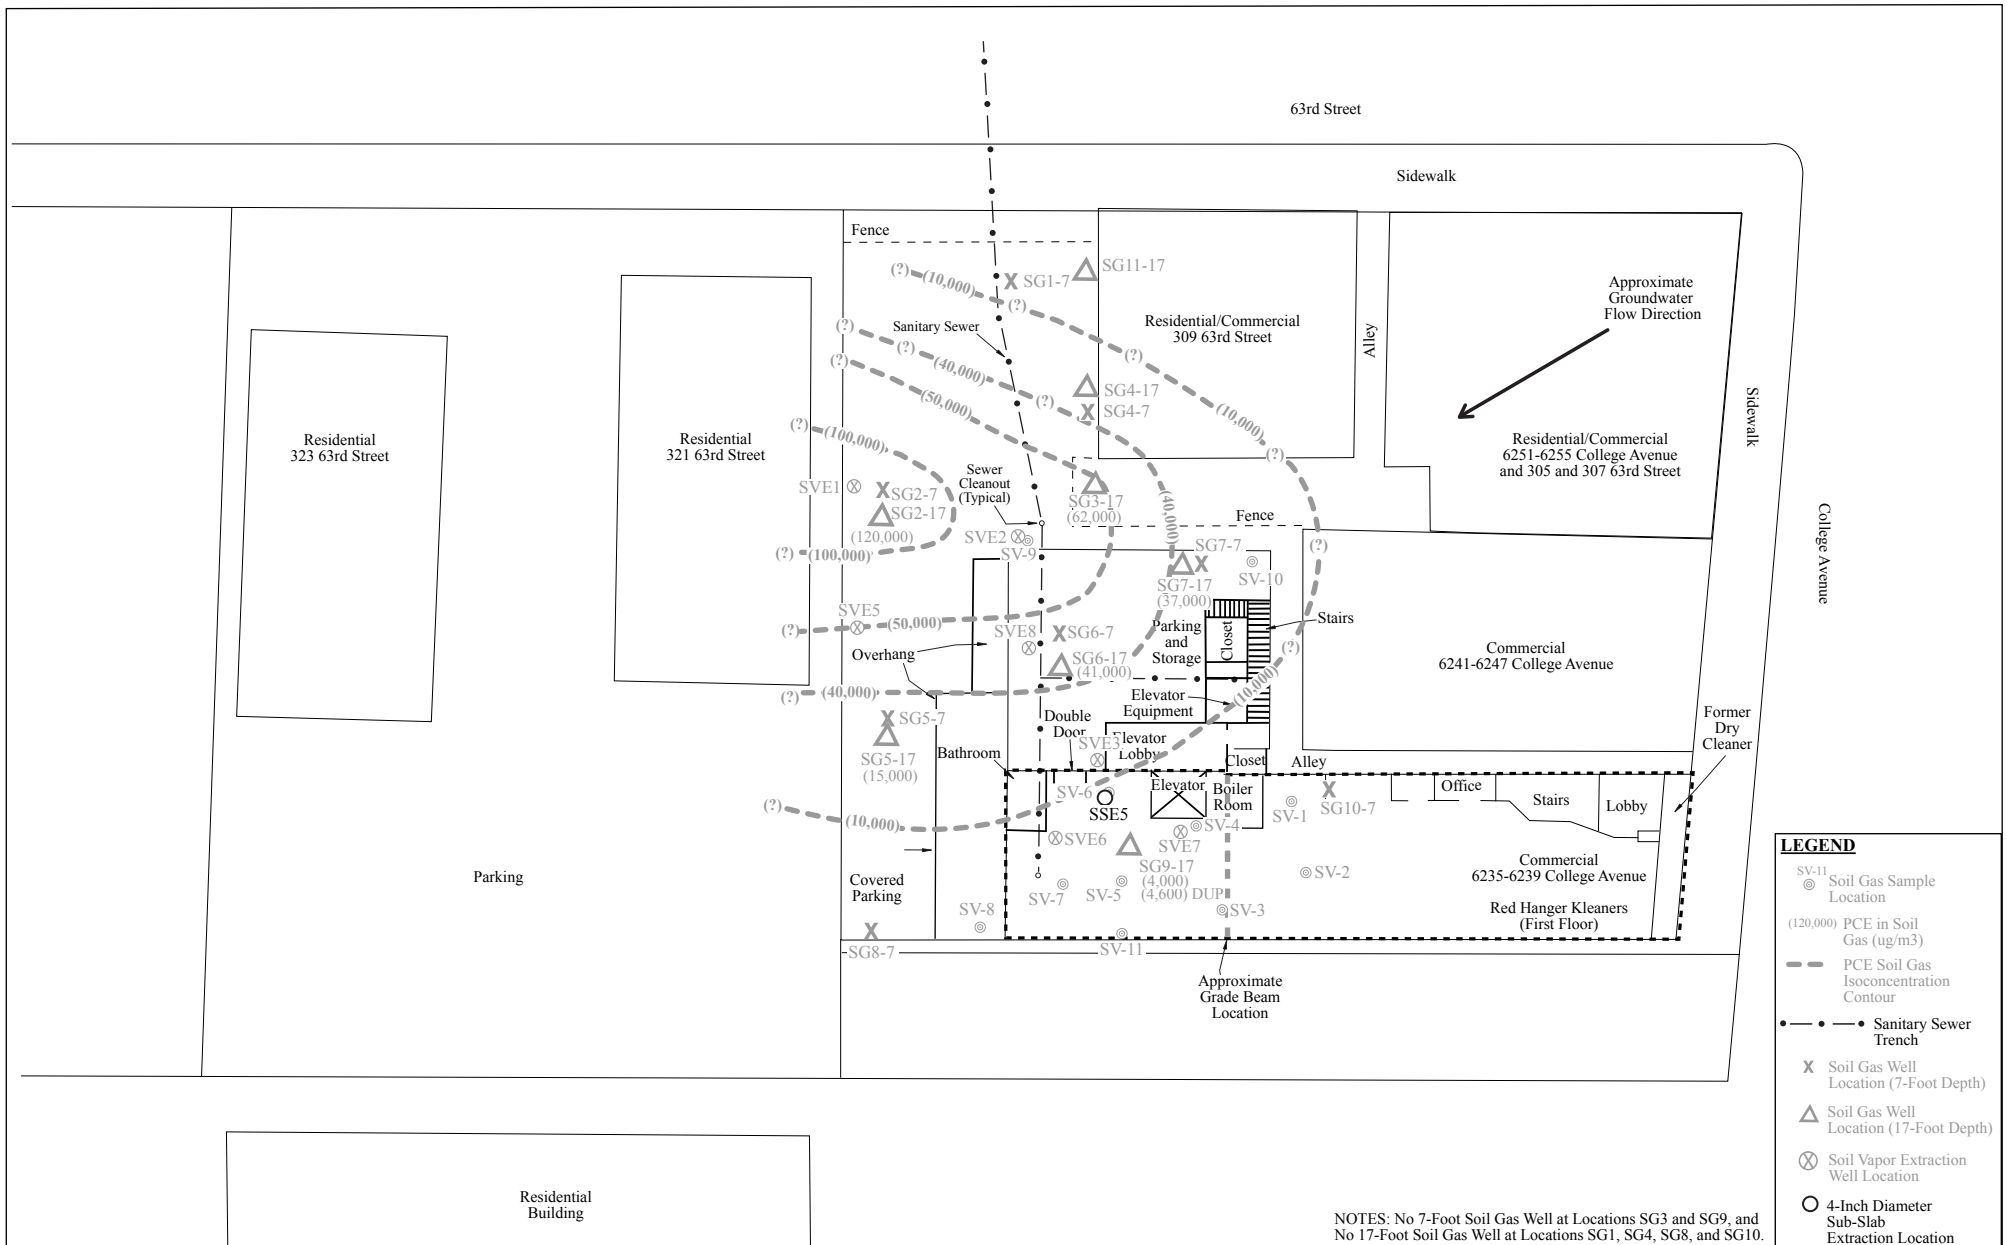 63rd Street
Sidewalk
Fence
(?)
(10,000)
(?)
SG1-7
SG11-17
Approximate
Groundwater
Flow Direction
Residential/Commercial
309 63rd Street
Alley
Sanitary Sewer
(?)
(?)
(40,000)
(?)
(?)
(50,000)
(?)
SG4-17
SG4-7
(10,000)
(?)
Sidewalk
Residential
323 63rd Street
Residential
321 63rd Street
(?)
(100,000)
Residential/Commercial
6251-6255 College Avenue
and 305 and 307 63rd Street
Sewer
Cleanout
(Typical)
SVE1
SG2-7
SG2-17
(120,000)
(?)
(100,000)
SG3-17
(62,000)
(40,000)
Fence
(?)
College Avenue
SVE2
SV-9
SG7-7
SG7-17
(37,000)
SV-10
SVE5
(?)
(50,000)
SVE8
SG6-7
SG6-17
(41,000)
Parking
and
Storage
Closet
Stairs
(?)
Commercial
6241-6247 College Avenue
Overhang
(?)
(40,000)
(10,000)
Elevator
Equipment
SG5-7
SG5-17
(15,000)
Double
Door
SVE3
Elevator
Lobby
Bathroom
Closet
Alley
Former
Dry
Cleaner
(?)
(10,000)
SV-6
SSE5
Elevator
Boiler
Room
SV-1
SG10-7
Office
Stairs
Lobby
SVE6
SVE7
SV-4
SG9-17
(4,000)
(4,600) DUP
SV-2
Commercial
6235-6239 College Avenue
Red Hanger Kleaners
(First Floor)
Parking
Covered
Parking
SV-7
SV-5
SV-3
SV-8
SG8-7
SV-11
Approximate
Grade Beam
Location
LEGEND
SV-11
Soil Gas Sample
Location
(120,000)
PCE in Soil
Gas (ug/m3)
PCE Soil Gas
Isoconcentration
Contour
Sanitary Sewer
Trench
Soil Gas Well
Location (7-Foot Depth)
Soil Gas Well
Location (17-Foot Depth)
Soil Vapor Extraction
Well Location
4-Inch Diameter
Sub-Slab
Extraction Location
Residential
Building
NOTES: No 7-Foot Soil Gas Well at Locations SG3 and SG9, and
No 17-Foot Soil Gas Well at Locations SG1, SG4, SG8, and SG10.